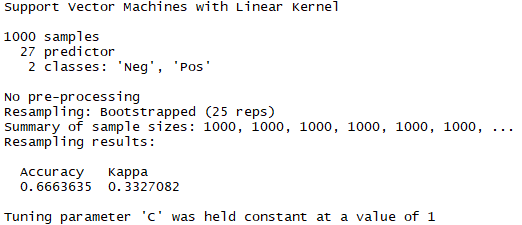 Support Vector Machines with Linear Kernel
1000 samples
27 predictor
2 classes: 'Neg', 'Pos'
No pre-processing
Resampling: Bootstrapped (25 reps)
Summary of sample sizes: 1000, 1000, 1000, 1000, 1000, 1000, ...
Resampling results:
Accuracy Kappa
0.6663635 0.3327082
Tuning parameter 'C' was held constant at a value of 1